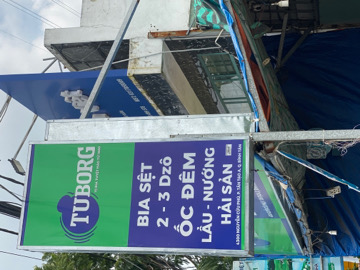 TUBORG
BIA SỆT
2 - 3 DZÔ
ỐC ĐÊM
LẨU - NƯỚNG
HẢI SẢN